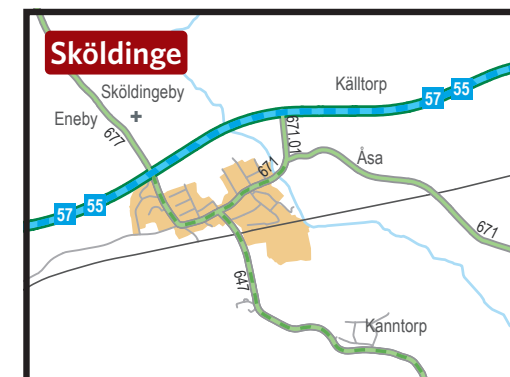 Sköldinge
Sköldingeby
Källtorp
57 55
Eneby
677
671.01
671
Åsa
57 55
671
647
Kanntorp